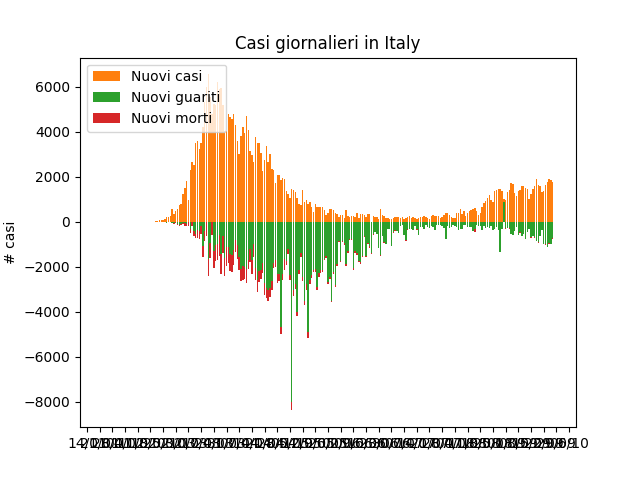 Casi giornalieri in Italy
Nuovi casi
Nuovi guariti
Nuovi morti
# casi
6000
4000
2000
0
−2000
−4000
−6000
−8000